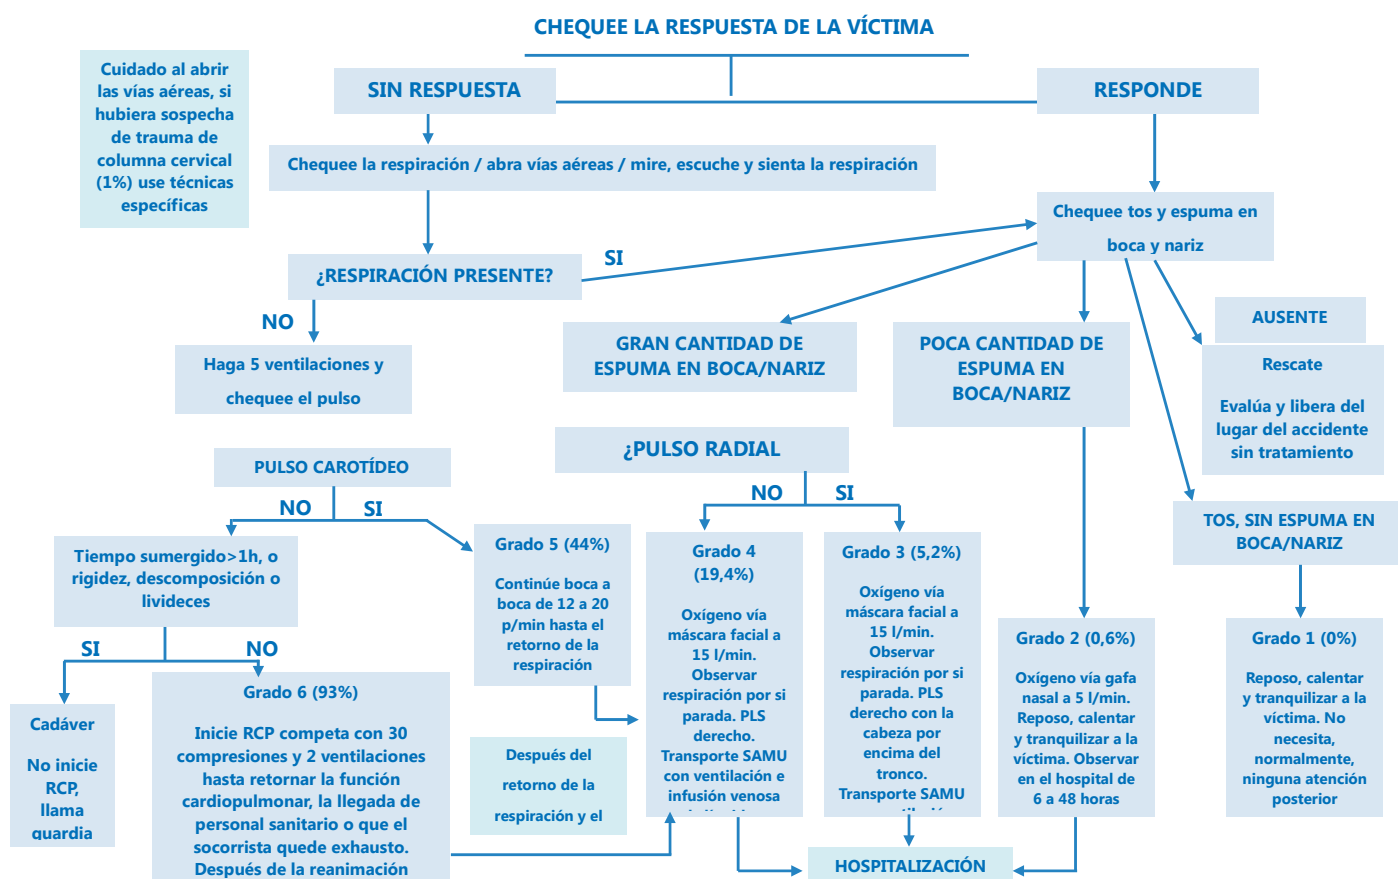 CHEQUEE LA RESPUESTA DE LA VÍCTIMA
Cuidado al abrir
las vías aéreas, si
hubiera sospecha
de trauma de
columna cervical
(1%) use técnicas
específicas
SIN RESPUESTA
RESPONDE
Chequee la respiración / abra vías aéreas / mire, escuche y sienta la respiración
Chequee tos y espuma en
boca y nariz
¿RESPIRACIÓN PRESENTE?
SI
NO
Haga 5 ventilaciones y
chequee el pulso
GRAN CANTIDAD DE
ESPUMA EN BOCA/NARIZ
POCA CANTIDAD DE
ESPUMA EN
BOCA/NARIZ
AUSENTE
Rescate
Evalúa y libera del
lugar del accidente
sin tratamiento
PULSO CAROTÍDEO
NO
SI
¿PULSO RADIAL
NO
SI
TOS, SIN ESPUMA EN
BOCA/NARIZ
Tiempo sumergido>1h, o
rigidez, descomposición o
livideces
SI
NO
Cadáver
No inicie
RCP,
llama
guardia
Grado 6 (93%)
Inicie RCP competa con 30
compresiones y 2 ventilaciones
hasta retornar la función
cardiopulmonar, la llegada de
personal sanitario o que el
socorrista quede exhausto.
Después de la reanimación
Grado 5 (44%)
Continúe boca a
boca de 12 a 20
p/min hasta el
retorno de la
respiración
Después del
retorno de la
respiración y el
Grado 4
(19,4%)
Oxígeno vía
máscara facial a
15 l/min.
Observar
respiración por si
parada. PLS
derecho.
Transporte SAMU
con ventilación e
infusión venosa
Grado 3 (5,2%)
Oxígeno vía
máscara facial a
15 l/min.
Observar
respiración por si
parada. PLS
derecho con la
cabeza por
encima del
tronco.
Transporte SAMU
Grado 2 (0,6%)
Oxígeno vía gafa
nasal a 5 l/min.
Reposo, calentar
y tranquilizar a la
víctima. Observar
en el hospital de
6 a 48 horas
Grado 1 (0%)
Reposo, calentar
y tranquilizar a la
víctima. No
necesita,
normalmente,
ninguna atención
posterior
HOSPITALIZACIÓN